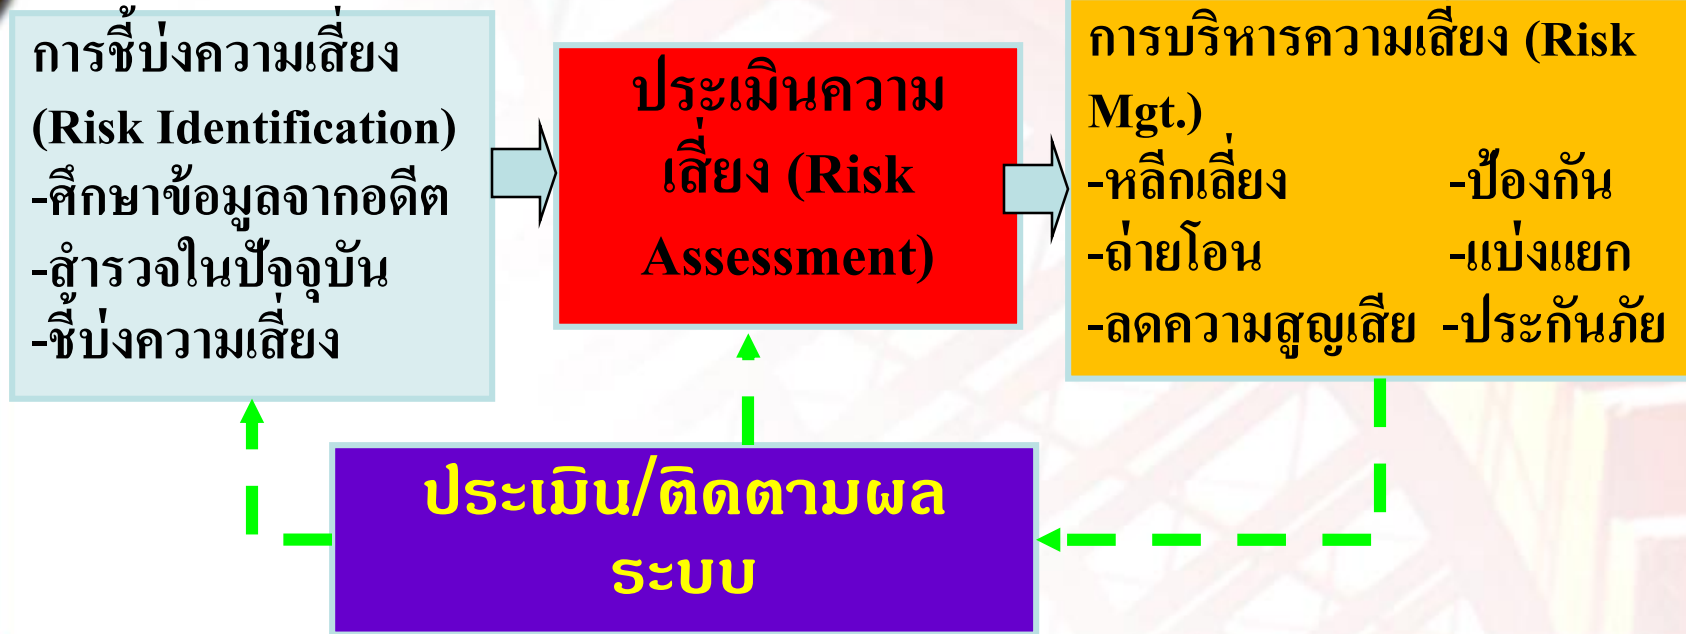 การชี้บ่งความเสี่ยง
(Risk Identification)
-ศึกษาข้อมูลจากอดีต
-สำรวจในปัจจุบัน
-ชี้บ่งความเสี่ยง
ประเมินความ
เสี่ยง (Risk
Assessment)
การบริหารความเสี่ยง (Risk
Mgt.)
-หลีกเลี่ยง -ป้องกัน
-ถ่ายโอน -แบ่งแยก
-ลดความสูญเสีย -ประกันภัย
ประเมิน/ติดตามผล
ระบบ